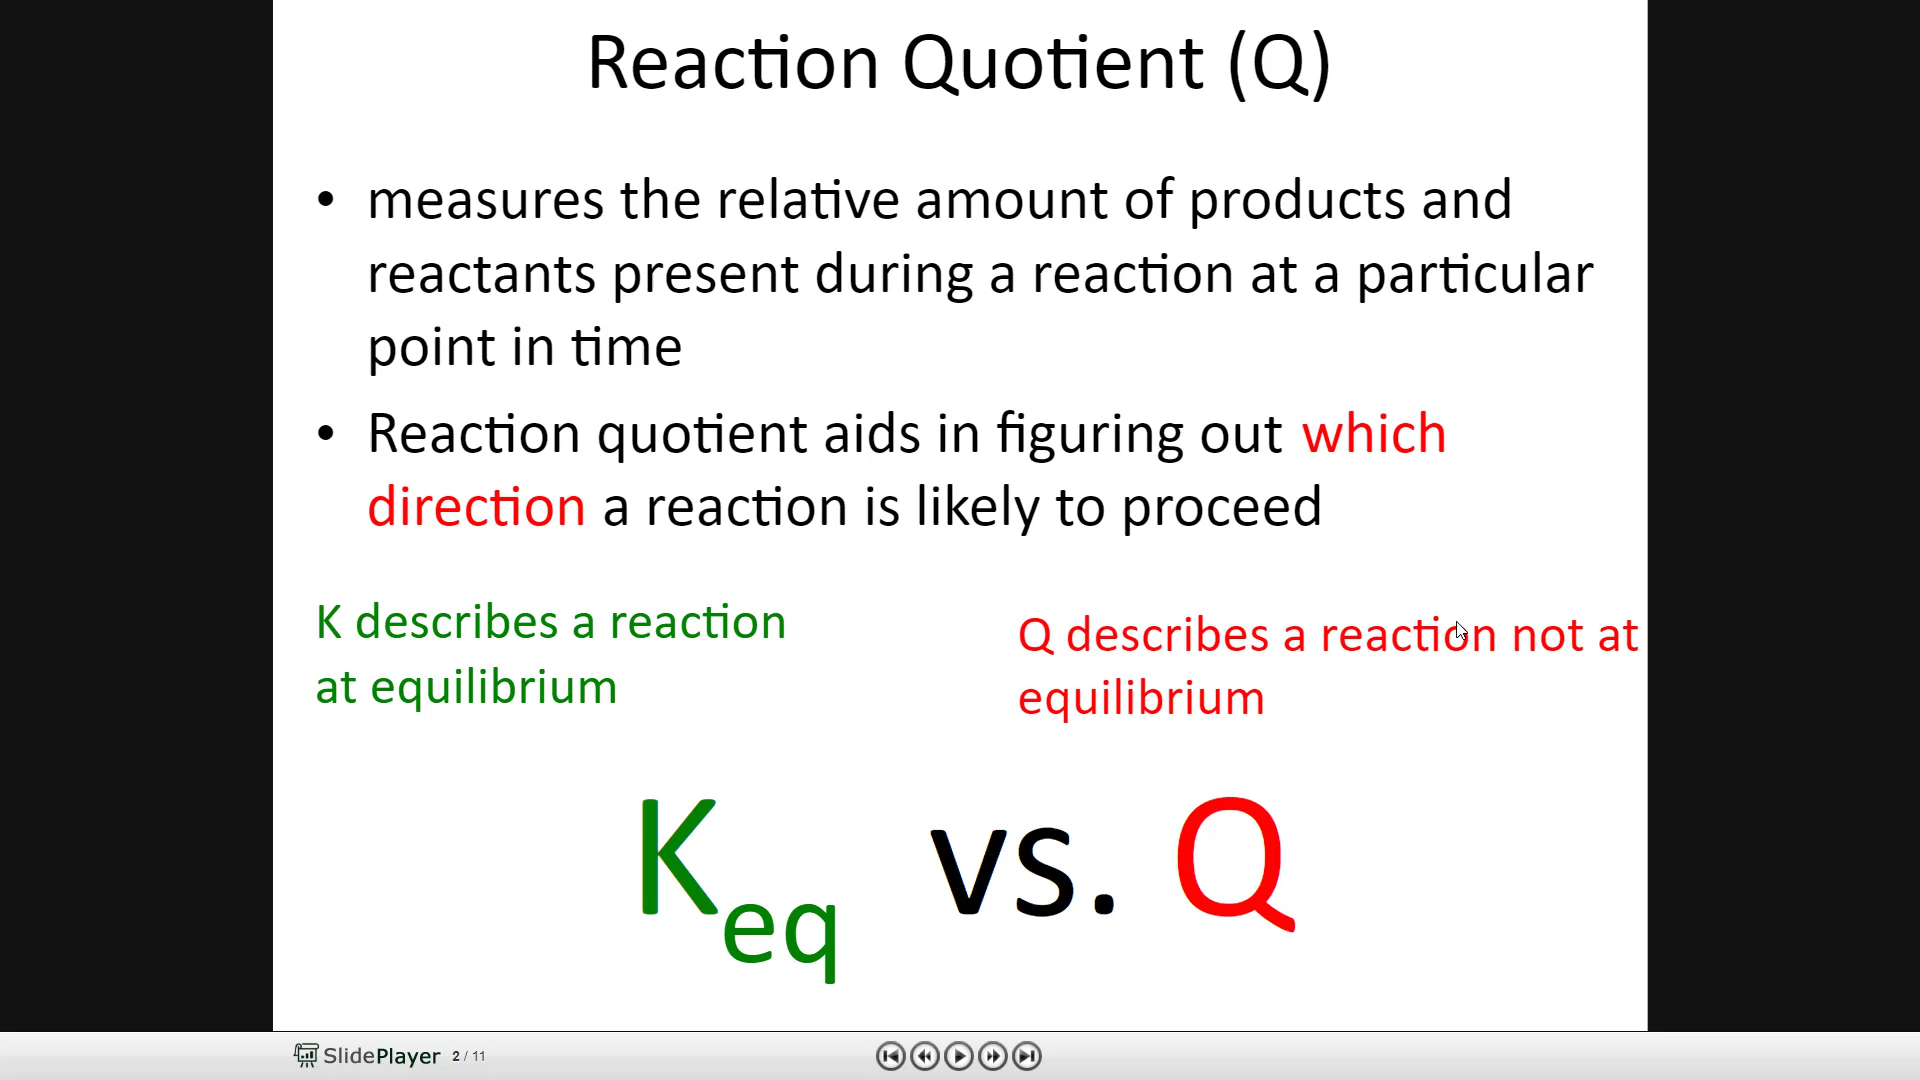 Reaction Quotient (Q)
• measures the relative amount of products and
reactants present during a reaction at a particular
point in time
• Reaction quotient aids in figuring out which
direction a reaction is likely to proceed
K describes a reaction
at equilibrium
Q describes a reaction not at
equilibrium
Keq vs. Q
SlidePlayer 2 / 11